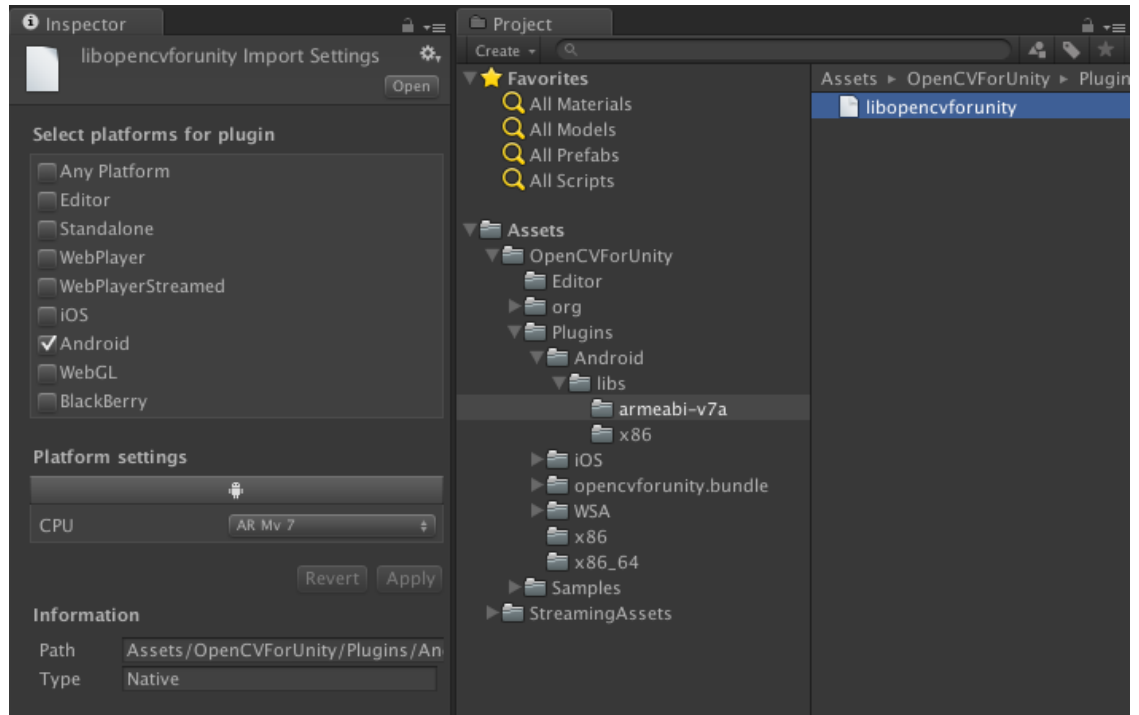 Inspector
libopencvforunity Import Settings
Open
Select platforms for plugin
Any Platform
Editor
Standalone
WebPlayer
WebPlayerStreamed
iOS
Android
WebGL
BlackBerry
Platform settings
CPU
AR Mv 7
Revert Apply
Information
Path Assets/OpenCVForUnity/Plugins/An
Type Native
Project
Create
Favorites
All Materials
All Models
All Prefabs
All Scripts
Assets
OpenCVForUnity
Editor
org
Plugins
Android
libs
armeabi-v7a
x86
iOS
opencvforunity.bundle
WSA
x86
x86_64
Samples
StreamingAssets
Assets ► OpenCVForUnity ► Plugin
libopencvforunity